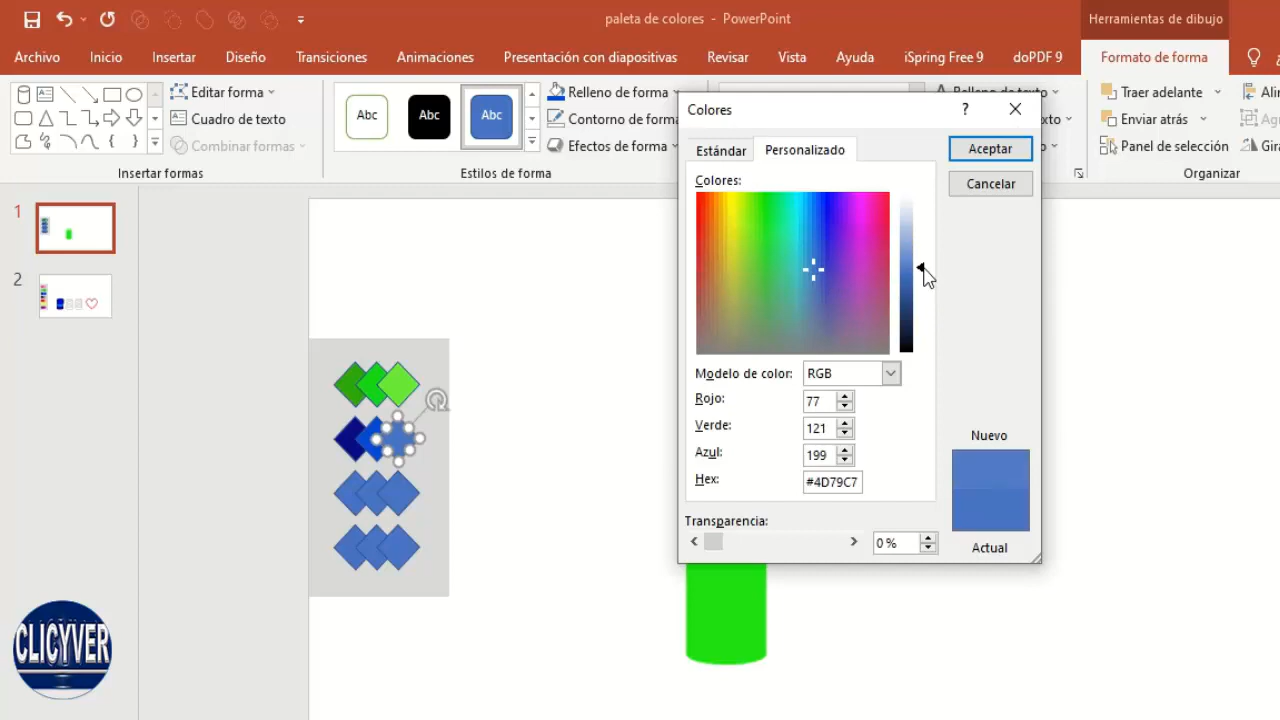 paleta de colores - PowerPoint
Herramientas de dibujo
Archivo Inicio Insertar Diseño Transiciones Animaciones Presentación con diapositivas Revisar Vista Ayuda iSpring Free 9 doPDF 9 Formato de forma
Editar forma
Cuadro de texto
Combinar formas
Insertar formas
Abc Abc Abc
Relleno de forma
Contorno de forma
Efectos de forma
Estilos de forma
Traer adelante
Enviar atrás
Panel de selección
Organizar
1
2
Colores
?
Estándar
Personalizado
Aceptar
Cancelar
Colores:
Modelo de color: RGB
Rojo: 77
Verde: 121
Azul: 199
Hex: #4D79C7
Transparencia:
0 %
Nuevo
Actual
CLICYVER